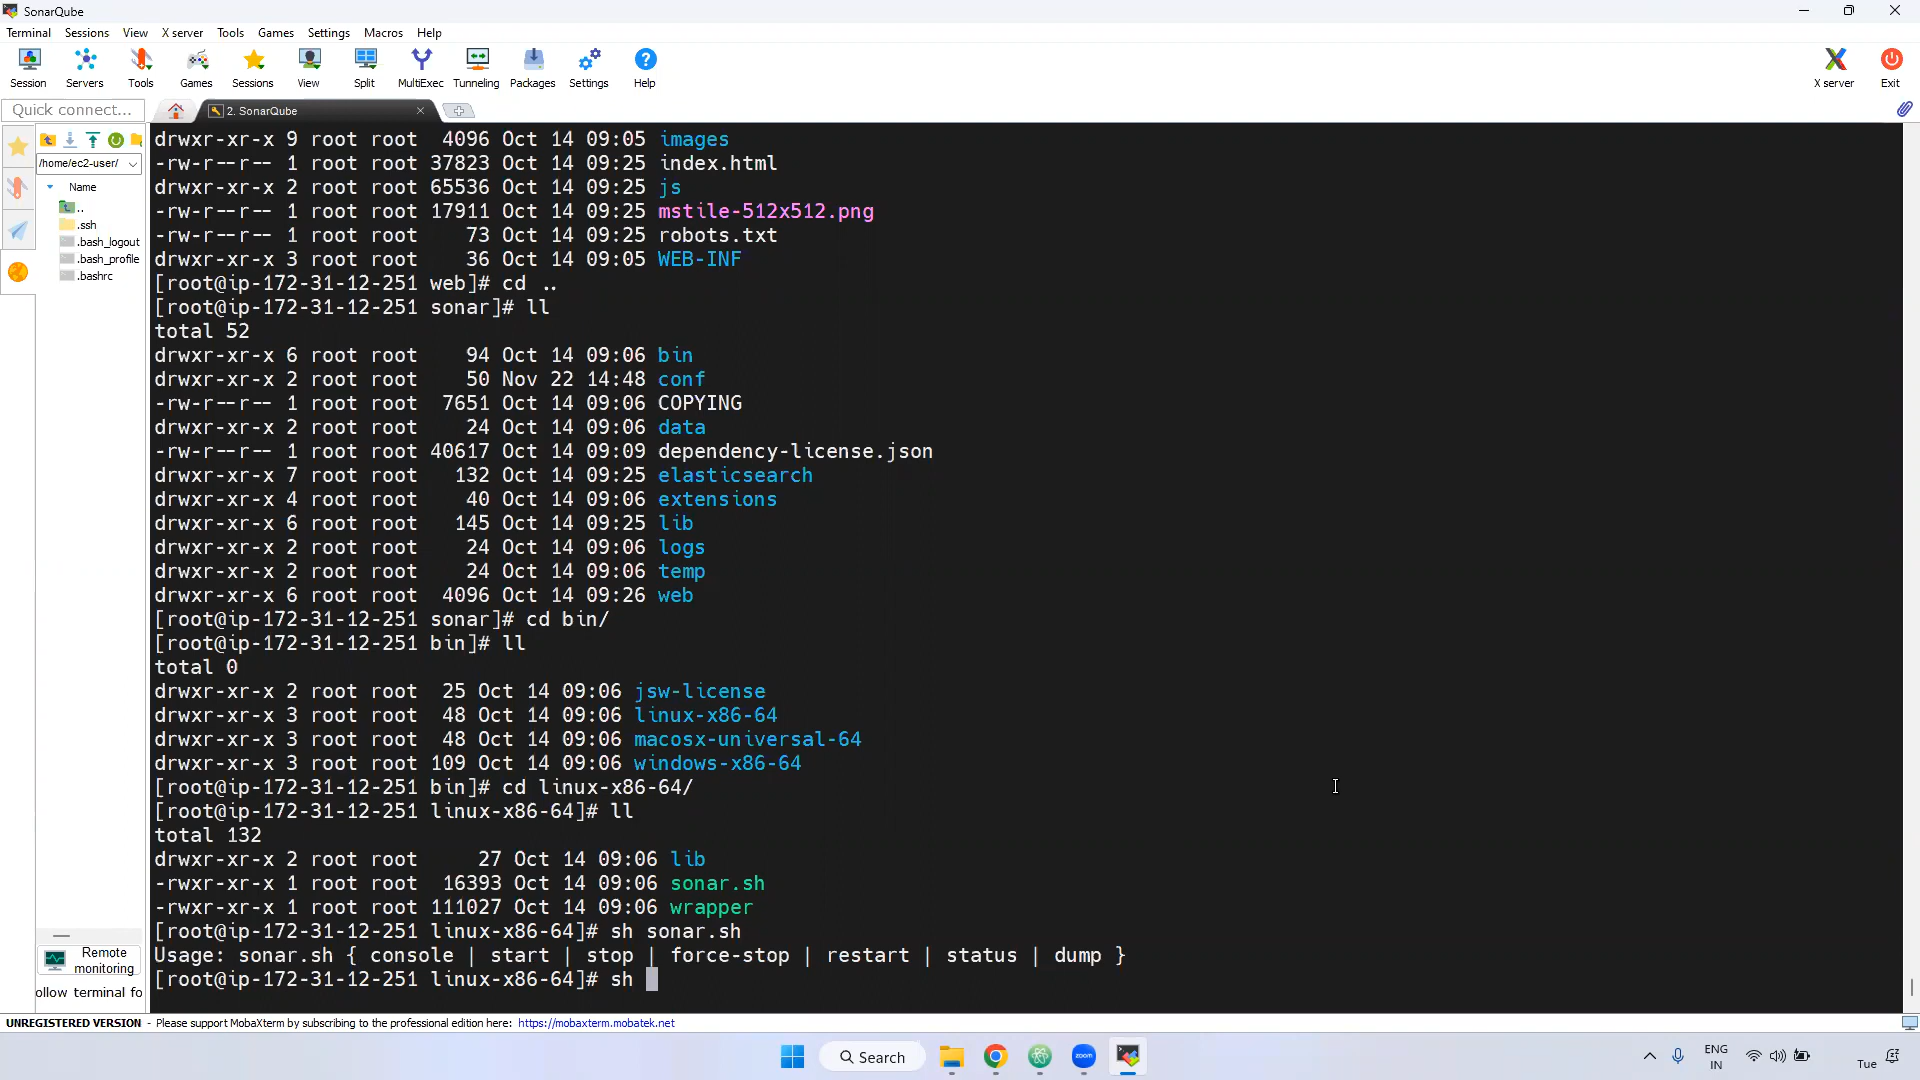 SonarQube
Terminal Sessions View X server Tools Games Settings Macros Help
Session Servers Tools Games Sessions View Split MultiExec Tunneling Packages Settings Help X server Exit
Quick connect... 2. SonarQube
/home/ec2-user/
Name
..
.ssh
.bash_logout
.bash_profile
.bashrc
drwxr-xr-x 9 root root 4096 Oct 14 09:05 images
-rw-r--r-- 1 root root 37823 Oct 14 09:25 index.html
drwxr-xr-x 2 root root 65536 Oct 14 09:25 js
-rw-r--r-- 1 root root 17911 Oct 14 09:25 mstile-512x512.png
-rw-r--r-- 1 root root 73 Oct 14 09:25 robots.txt
drwxr-xr-x 3 root root 36 Oct 14 09:05 WEB-INF
[root@ip-172-31-12-251 web]# cd ..
[root@ip-172-31-12-251 sonar]# ll
total 52
drwxr-xr-x 6 root root 94 Oct 14 09:06 bin
drwxr-xr-x 2 root root 50 Nov 22 14:48 conf
-rw-r--r-- 1 root root 7651 Oct 14 09:06 COPYING
drwxr-xr-x 2 root root 24 Oct 14 09:06 data
-rw-r--r-- 1 root root 40617 Oct 14 09:09 dependency-license.json
drwxr-xr-x 7 root root 132 Oct 14 09:25 elasticsearch
drwxr-xr-x 4 root root 40 Oct 14 09:06 extensions
drwxr-xr-x 6 root root 145 Oct 14 09:25 lib
drwxr-xr-x 2 root root 24 Oct 14 09:06 logs
drwxr-xr-x 2 root root 24 Oct 14 09:06 temp
drwxr-xr-x 6 root root 4096 Oct 14 09:26 web
[root@ip-172-31-12-251 sonar]# cd bin/
[root@ip-172-31-12-251 bin]# ll
total 0
drwxr-xr-x 2 root root 25 Oct 14 09:06 jsw-license
drwxr-xr-x 3 root root 48 Oct 14 09:06 linux-x86-64
drwxr-xr-x 3 root root 48 Oct 14 09:06 macosx-universal-64
drwxr-xr-x 3 root root 109 Oct 14 09:06 windows-x86-64
[root@ip-172-31-12-251 bin]# cd linux-x86-64/
[root@ip-172-31-12-251 linux-x86-64]# ll
total 132
drwxr-xr-x 2 root root 27 Oct 14 09:06 lib
-rwxr-xr-x 1 root root 16393 Oct 14 09:06 sonar.sh
-rwxr-xr-x 1 root root 111027 Oct 14 09:06 wrapper
[root@ip-172-31-12-251 linux-x86-64]# sh sonar.sh
Usage: sonar.sh { console | start | stop | force-stop | restart | status | dump }
[root@ip-172-31-12-251 linux-x86-64]# sh
Remote
monitoring
ollow terminal fo
UNREGISTERED VERSION - Please support MobaXterm by subscribing to the professional edition here: https://mobaxterm.mobatek.net
Search
zoom
ENG
IN
Tue